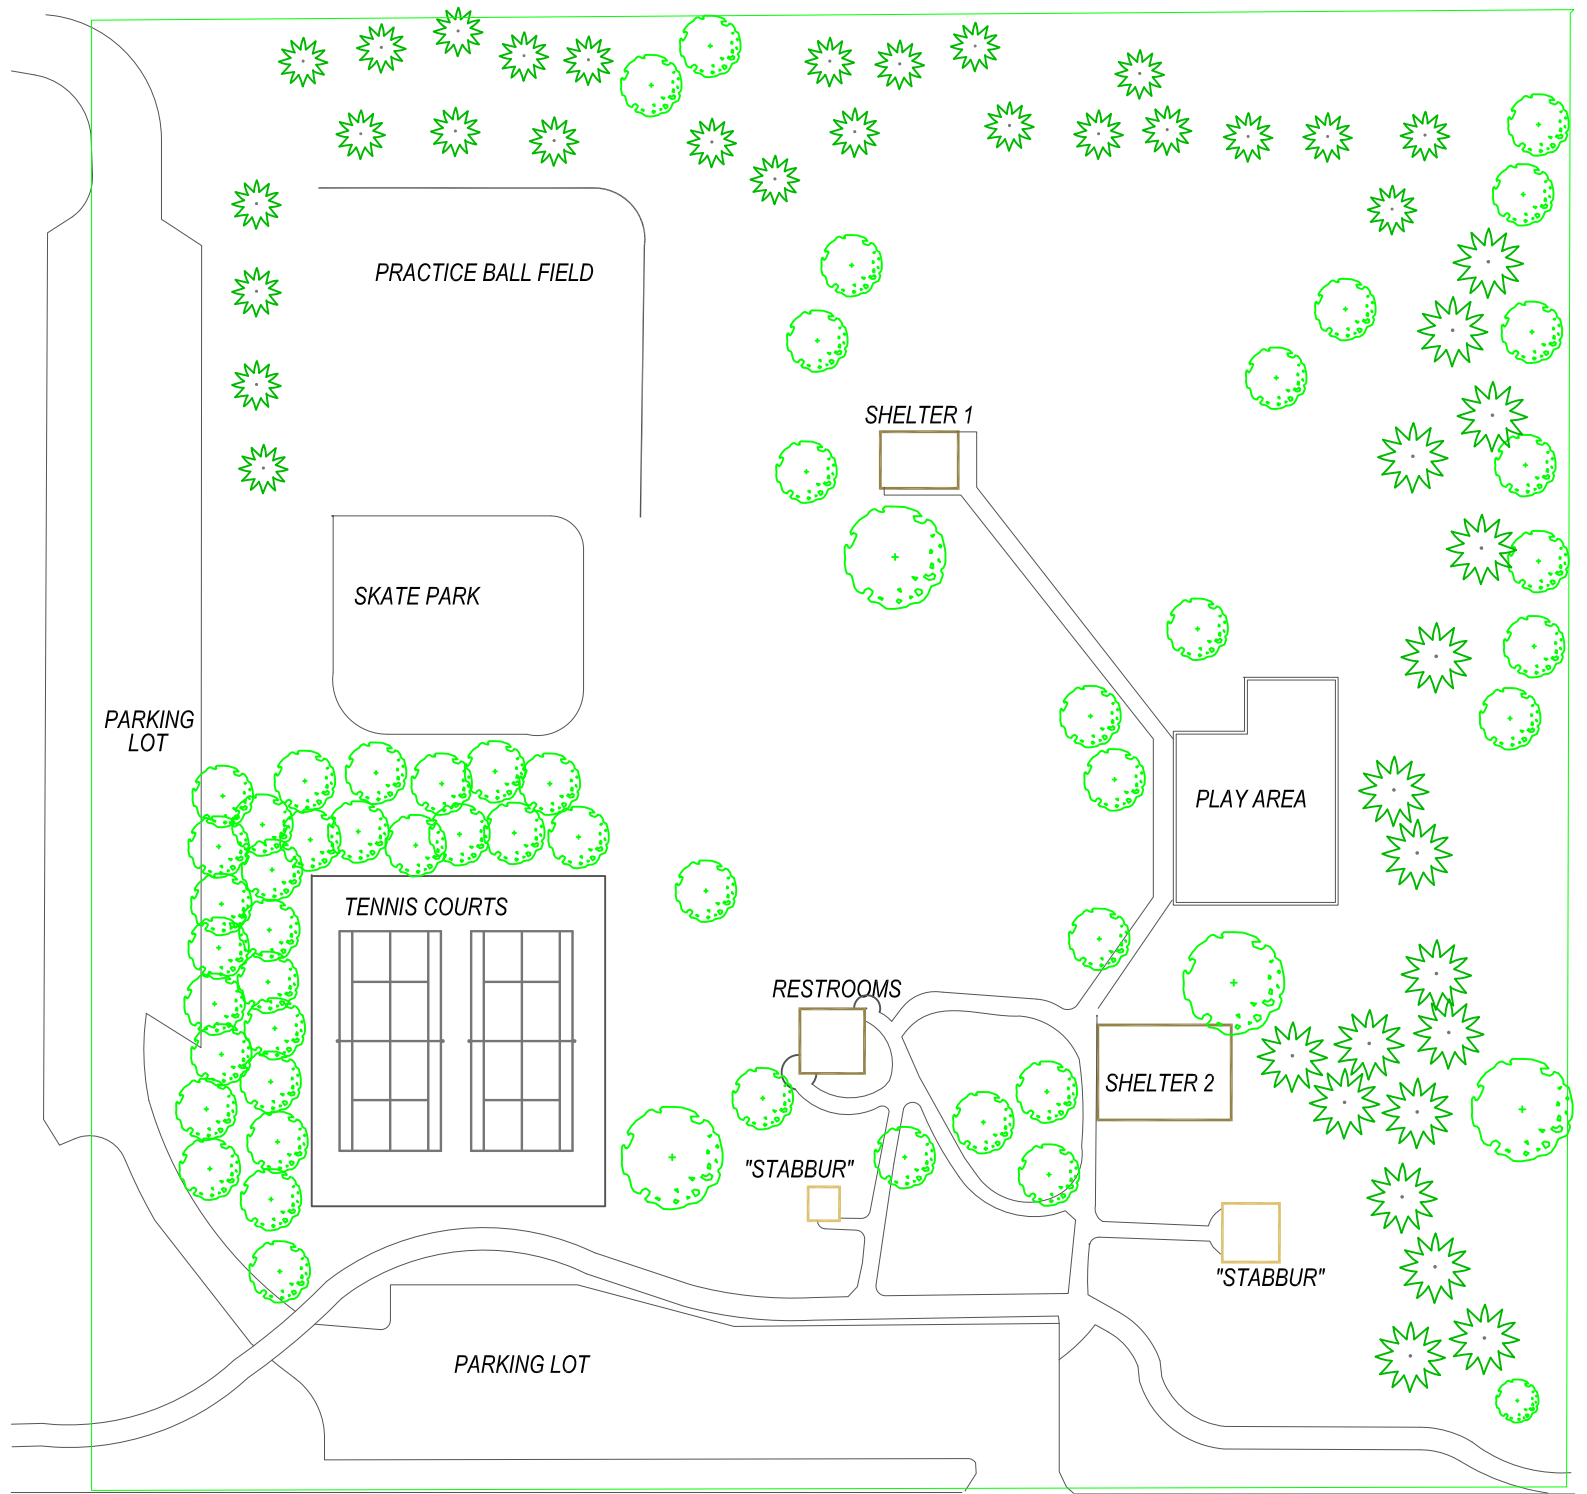 PRACTICE BALL FIELD
SHELTER 1
SKATE PARK
PARKING
LOT
PLAY AREA
TENNIS COURTS
RESTROOMS
SHELTER 2
"STABBUR"
"STABBUR"
PARKING LOT